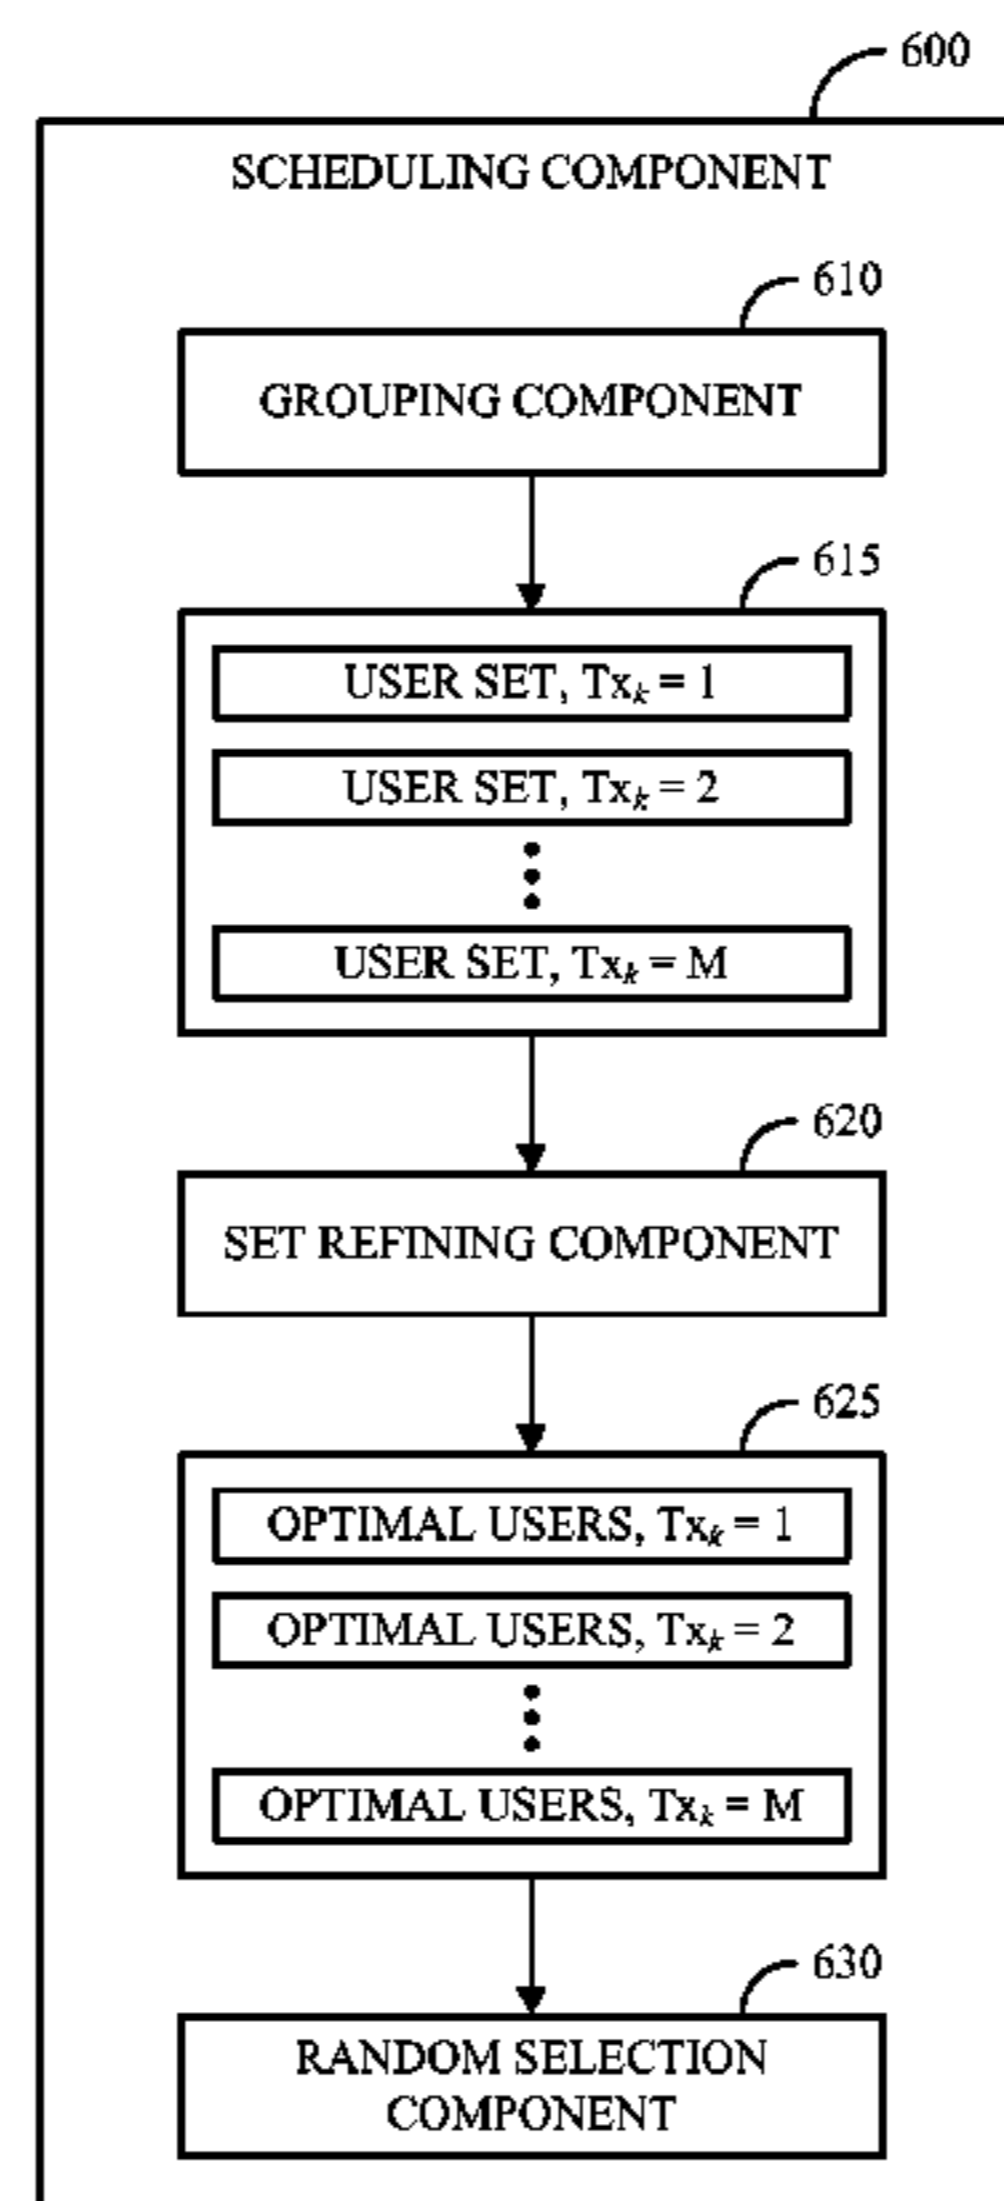 600
SCHEDULING COMPONENT
610
GROUPING COMPONENT
615
USER SET, Txₖ = 1
USER SET, Txₖ = 2
USER SET, Txₖ = M
620
SET REFINING COMPONENT
625
OPTIMAL USERS, Txₖ = 1
OPTIMAL USERS, Txₖ = 2
OPTIMAL USERS, Txₖ = M
630
RANDOM SELECTION
COMPONENT